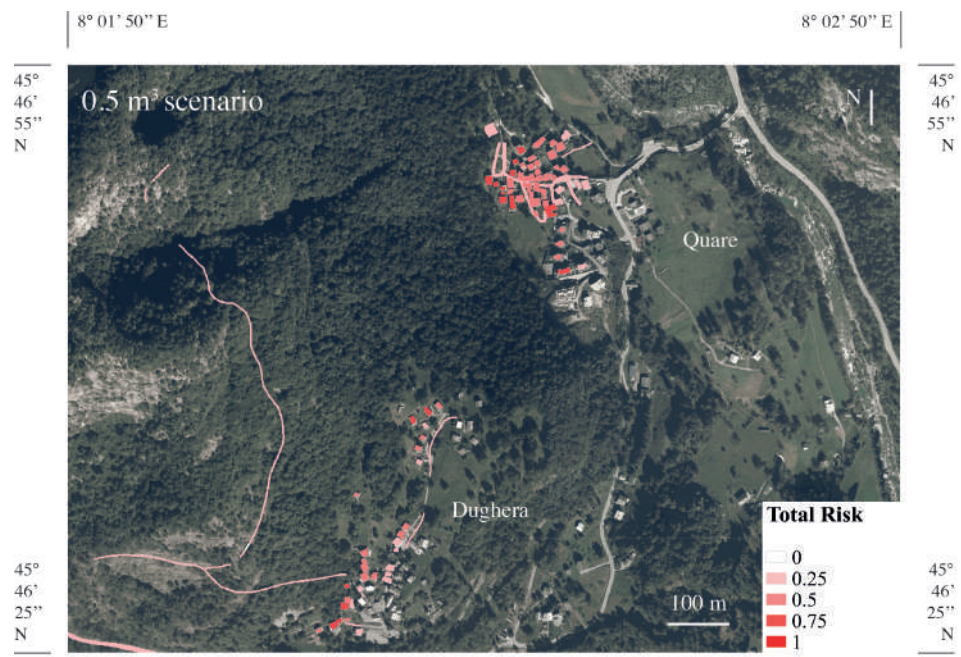 8° 01' 50'' E
8° 02' 50'' E
45°
46'
55''
N
45°
46'
55''
N
0.5 m³ scenario
N
Quare
Dughera
45°
46'
25''
N
100 m
Total Risk
0
0.25
0.5
0.75
1
45°
46'
25''
N